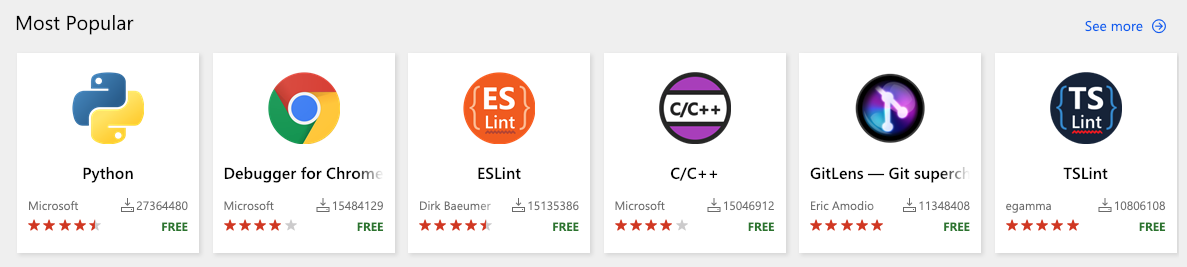 Most Popular
See more
ES
Lint
C/C++
TS
Lint
Python
Debugger for Chrome
ESLint
C/C++
GitLens — Git superch
TSLint
Microsoft 27364480
Microsoft 15484129
Dirk Baeumer 15135386
Microsoft 15046912
Eric Amodio 11348408
egamma 10806108
FREE
FREE
FREE
FREE
FREE
FREE